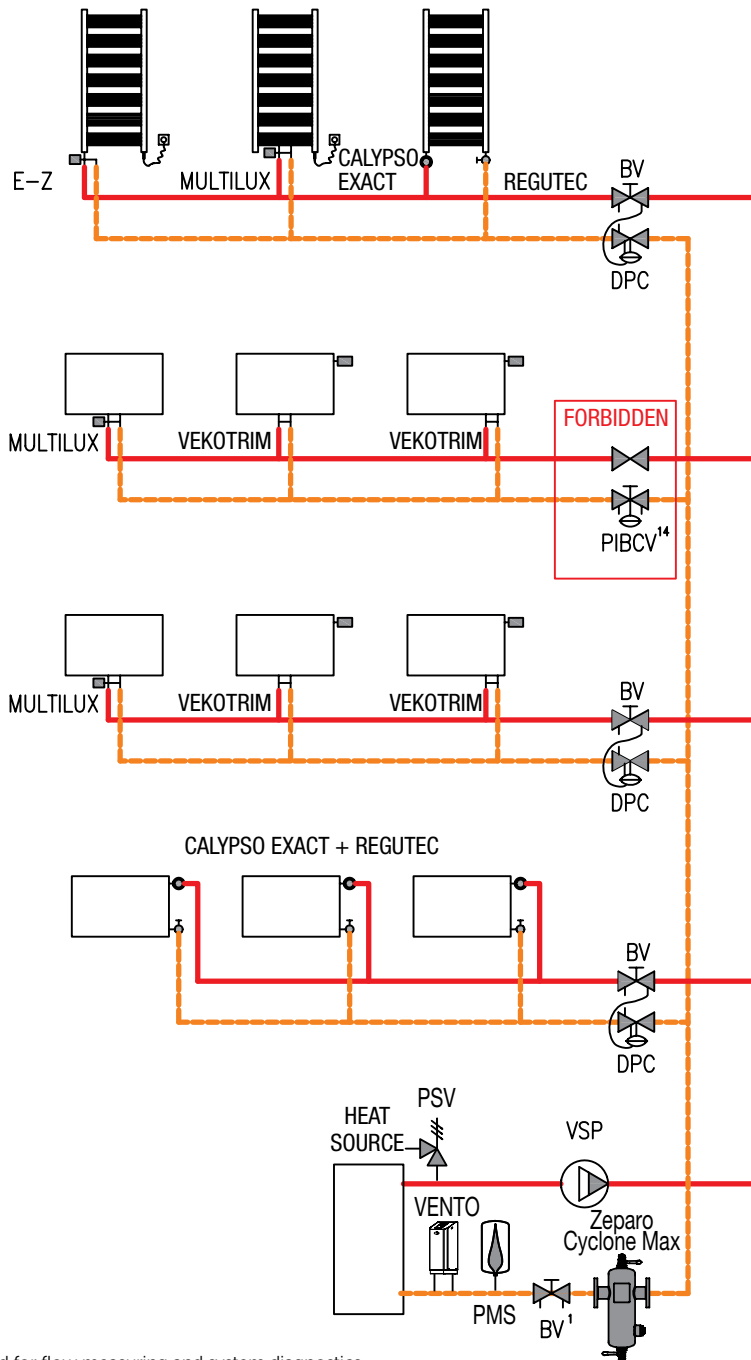 E-Z
MULTILUX
CALYPSO
EXACT
REGUTEC
BV
DPC
MULTILUX
VEKOTRIM
VEKOTRIM
FORBIDDEN
PIBCV¹⁴
MULTILUX
VEKOTRIM
VEKOTRIM
BV
DPC
CALYPSO EXACT + REGUTEC
BV
DPC
PSV
HEAT
SOURCE
VSP
VENTO
Zeparo
Cyclone Max
PMS
BV¹